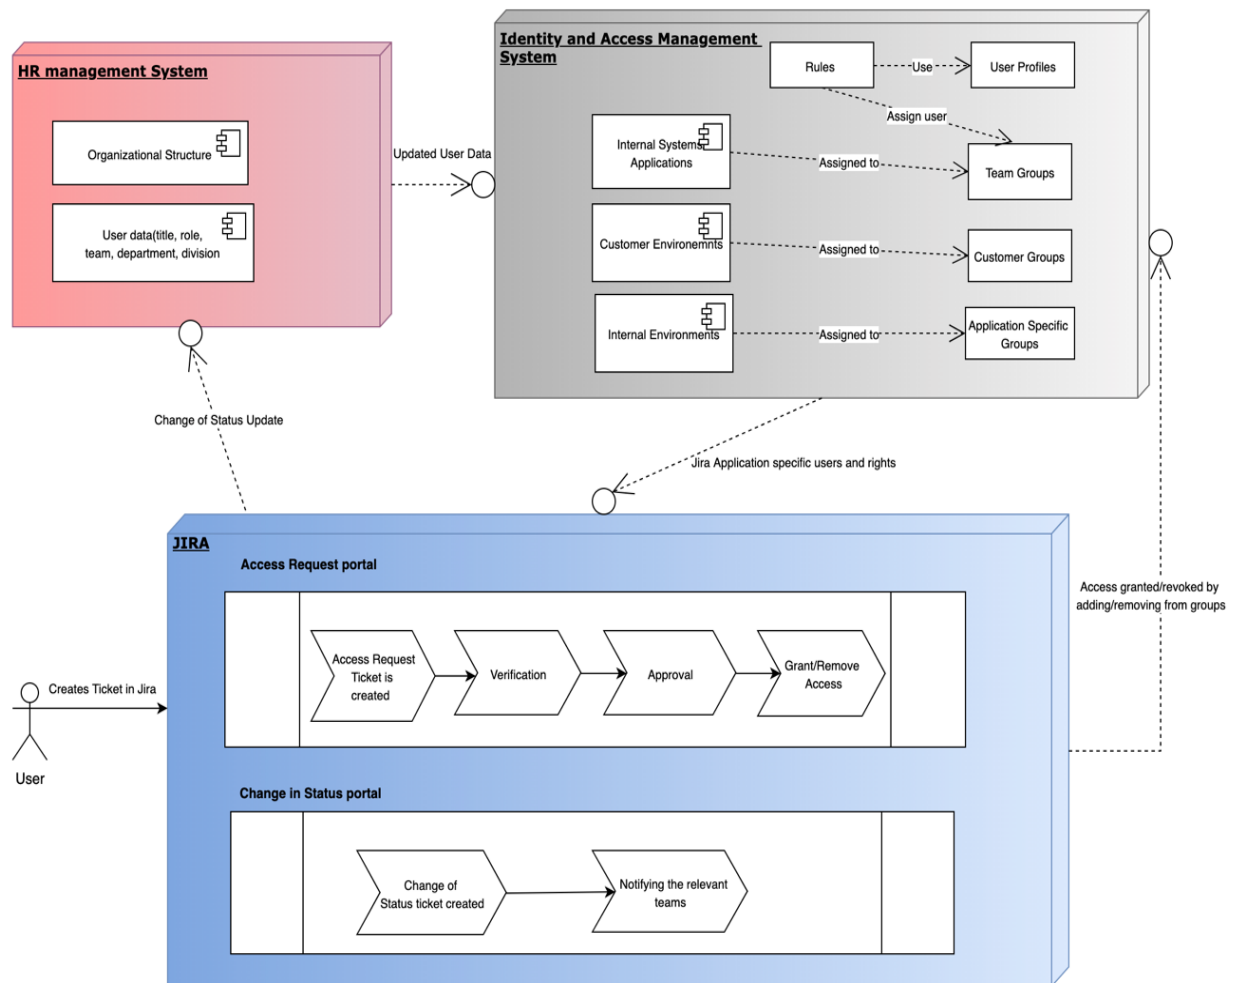 HR management System
Organizational Structure
User data(title, role,
team, department, division
Updated User Data
Identity and Access Management
System
Rules
Use
User Profiles
Assign user
Internal Systems
Applications
Assigned to
Team Groups
Customer Environemnts
Assigned to
Customer Groups
Internal Environments
Assigned to
Application Specific
Groups
Change of Status Update
Jira Application specific users and rights
Access granted/revoked by
adding/removing from groups
JIRA
Access Request portal
Access Request
Ticket is
created
Verification
Approval
Grant/Remove
Access
Creates Ticket in Jira
User
Change in Status portal
Change of
Status ticket created
Notifying the relevant
teams